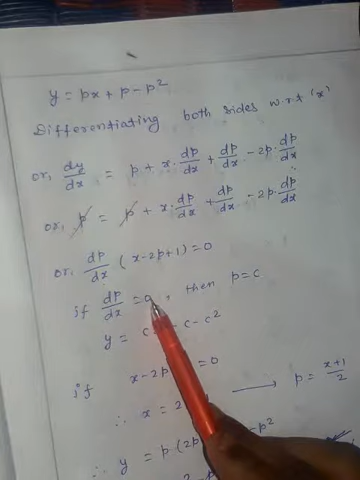 y = px + p - p²
Differentiating both sides w.r.t 'x'
or, dy/dx = p + x·dp/dx + dp/dx - 2p·dp/dx
or, p = p + x·dp/dx + dp/dx - 2p·dp/dx
or, dp/dx (x-2p+1) = 0
if dp/dx = 0, then p = c
y = c - c²
if x-2p = 0
∴ x = 2 → p = x+1/2
∴ y = p(2p - p²